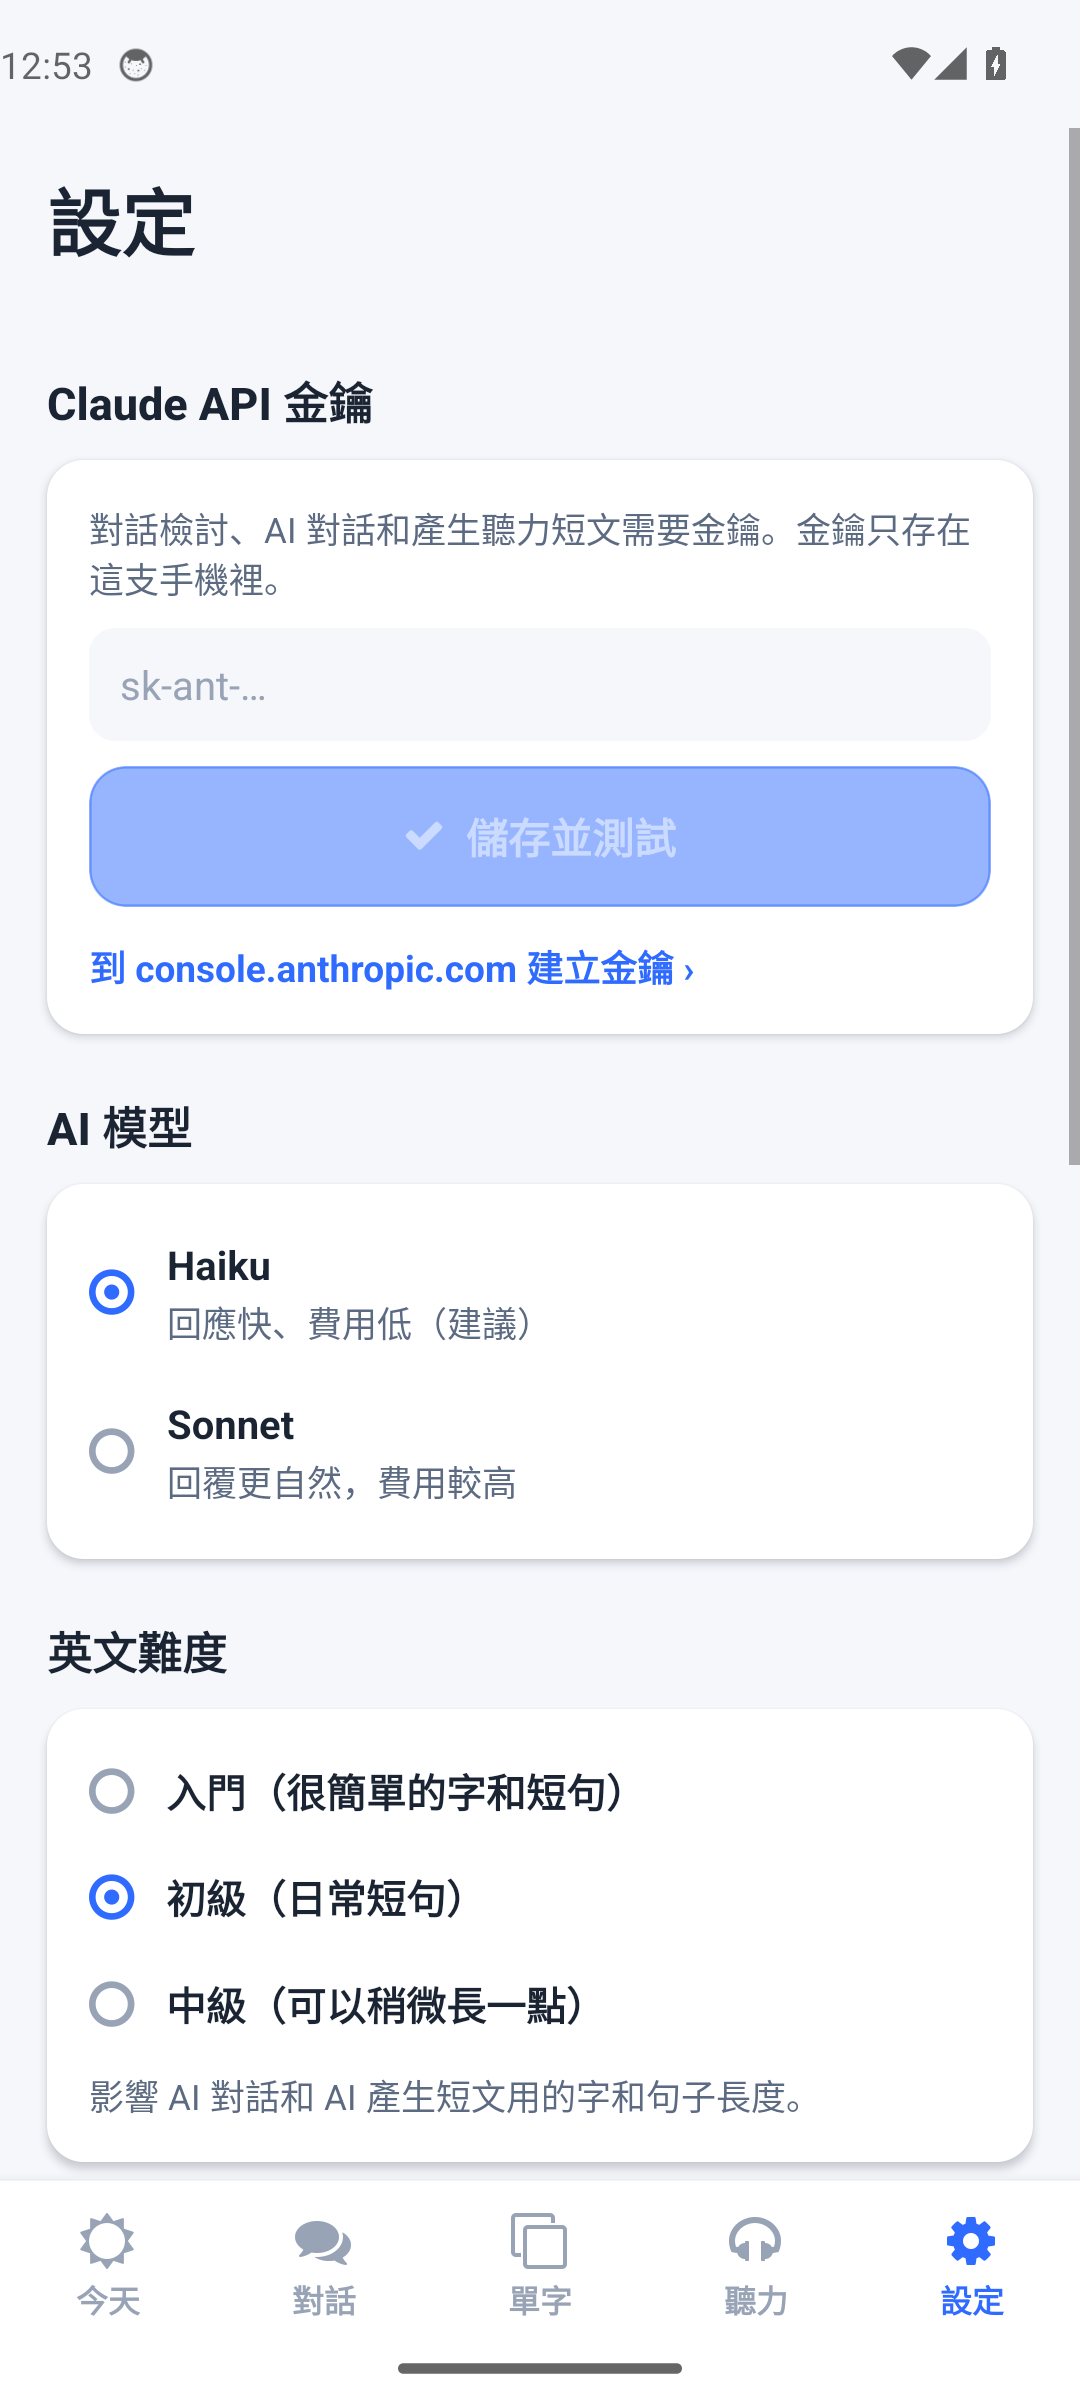 12:53
設定
Claude API 金鑰
對話檢討、AI 對話和產生聽力短文需要金鑰。金鑰只存在
這支手機裡。
sk-ant-...
儲存並測試
到 console.anthropic.com 建立金鑰 ›
AI 模型
Haiku
回應快、費用低（建議）
Sonnet
回覆更自然，費用較高
英文難度
入門（很簡單的字和短句）
初級（日常短句）
中級（可以稍微長一點）
影響 AI 對話和 AI 產生短文用的字和句子長度。
今天
對話
單字
聽力
設定